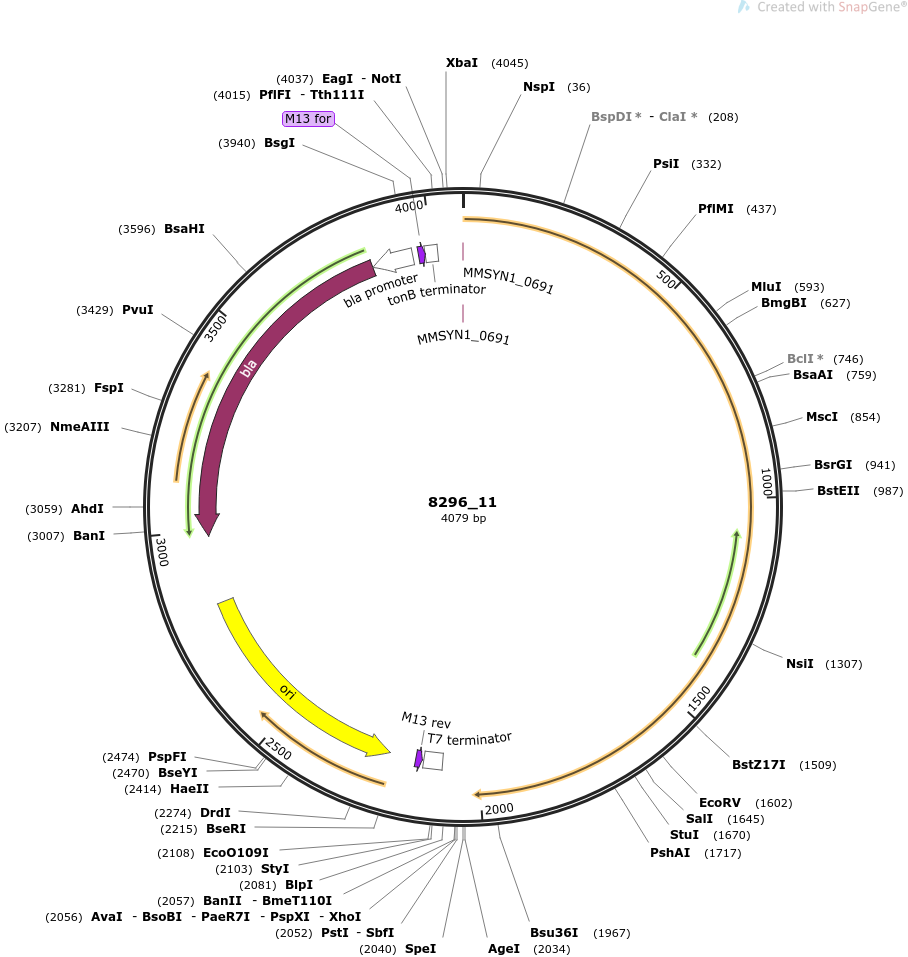 Created with SnapGene®
XbaI (4045)
(4037) EagI - NotI
NspI (36)
(4015) PflFI - Tth111I
M13 for
BspDI * - ClaI * (208)
(3940) BsgI
PsiI (332)
4000
PflMI (437)
(3596) BsaHI
MMSYN1_0691
500
bla promoter
tonB terminator
MluI (593)
BmgBI (627)
(3429) PvuI
3500
MMSYN1_0691
BclI * (746)
bla
BsaAI (759)
(3281) FspI
MscI (854)
(3207) NmeAIII
BsrGI (941)
1000
BstEII (987)
8296_11
4079 bp
(3059) AhdI
(3007) BanI
3000
NsiI (1307)
ori
1500
M13 rev
T7 terminator
2500
(2474) PspFI
BstZ17I (1509)
(2470) BseYI
(2414) HaeII
2000
EcoRV (1602)
(2274) DrdI
SalI (1645)
(2215) BseRI
StuI (1670)
(2108) EcoO109I
PshAI (1717)
(2103) StyI
(2081) BlpI
(2057) BanII - BmeT110I
(2056) AvaI - BsoBI - PaeR7I - PspXI - XhoI
(2052) PstI - SbfI
Bsu36I (1967)
(2040) SpeI
AgeI (2034)